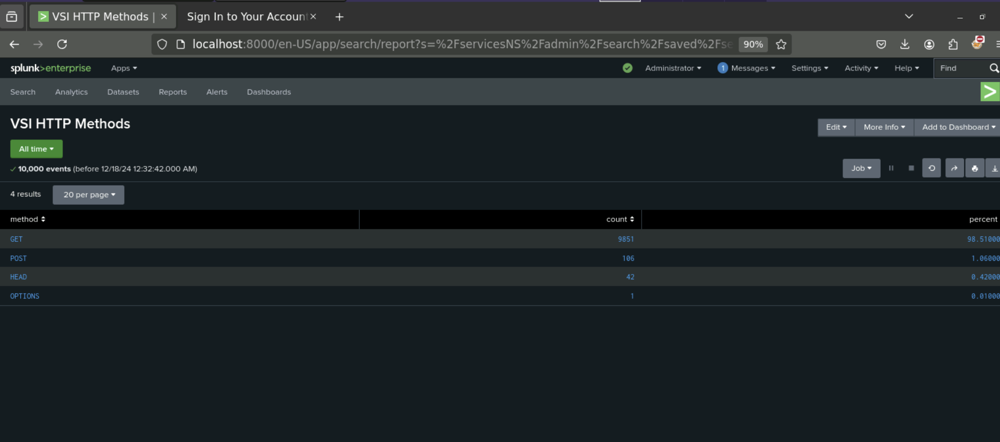 VSI HTTP Methods |
Sign In to Your Account
localhost:8000/en-US/app/search/report?s=%2FservicesNS%2Fadmin%2Fsearch%2Fsaved%2Fse
90%
splunk>enterprise Apps Administrator 1 Messages Settings Activity Help Find
Search Analytics Datasets Reports Alerts Dashboards
VSI HTTP Methods
Edit More Info Add to Dashboard
All time
10,000 events (before 12/18/24 12:32:42.000 AM)
Job
4 results 20 per page
method count percent
GET 9851 98.51000
POST 106 1.06000
HEAD 42 0.42000
OPTIONS 1 0.01000